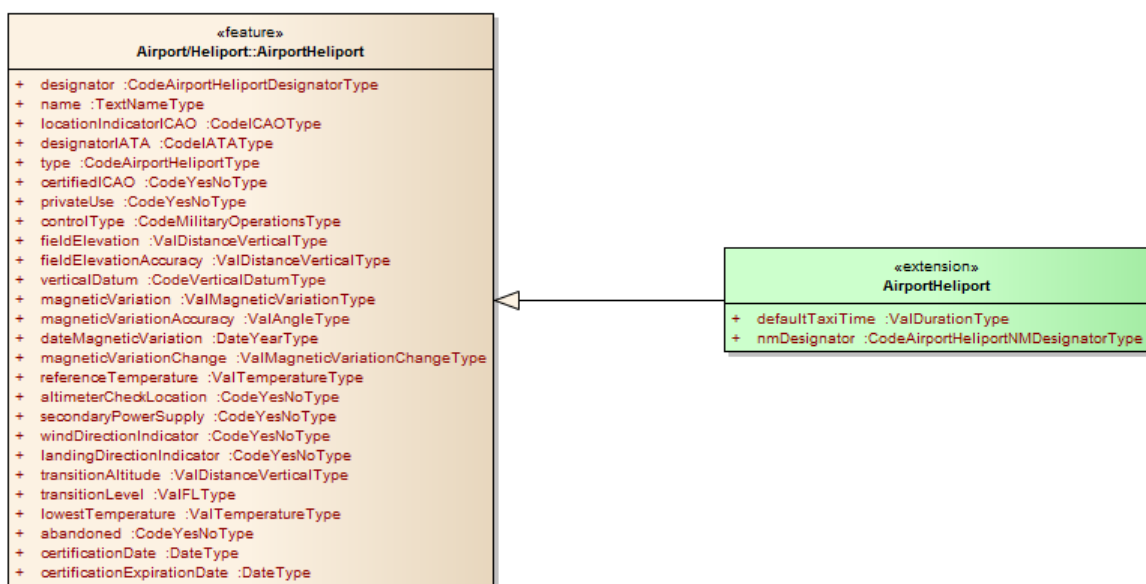 «feature»
Airport/Heliport::AirportHeliport
+ designator :CodeAirportHeliportDesignatorType
+ name :TextNameType
+ locationIndicatorICAO :CodeICAOType
+ designatorIATA :CodeIATAType
+ type :CodeAirportHeliportType
+ certifiedICAO :CodeYesNoType
+ privateUse :CodeYesNoType
+ controlType :CodeMilitaryOperationsType
+ fieldElevation :ValDistanceVerticalType
+ fieldElevationAccuracy :ValDistanceVerticalType
+ verticalDatum :CodeVerticalDatumType
+ magneticVariation :ValMagneticVariationType
+ magneticVariationAccuracy :ValAngleType
+ dateMagneticVariation :DateYearType
+ magneticVariationChange :ValMagneticVariationChangeType
+ referenceTemperature :ValTemperatureType
+ altimeterCheckLocation :CodeYesNoType
+ secondaryPowerSupply :CodeYesNoType
+ windDirectionIndicator :CodeYesNoType
+ landingDirectionIndicator :CodeYesNoType
+ transitionAltitude :ValDistanceVerticalType
+ transitionLevel :ValFLType
+ lowestTemperature :ValTemperatureType
+ abandoned :CodeYesNoType
+ certificationDate :DateType
+ certificationExpirationDate :DateType
«extension»
AirportHeliport
+ defaultTaxiTime :ValDurationType
+ nmDesignator :CodeAirportHeliportNMDesignatorType